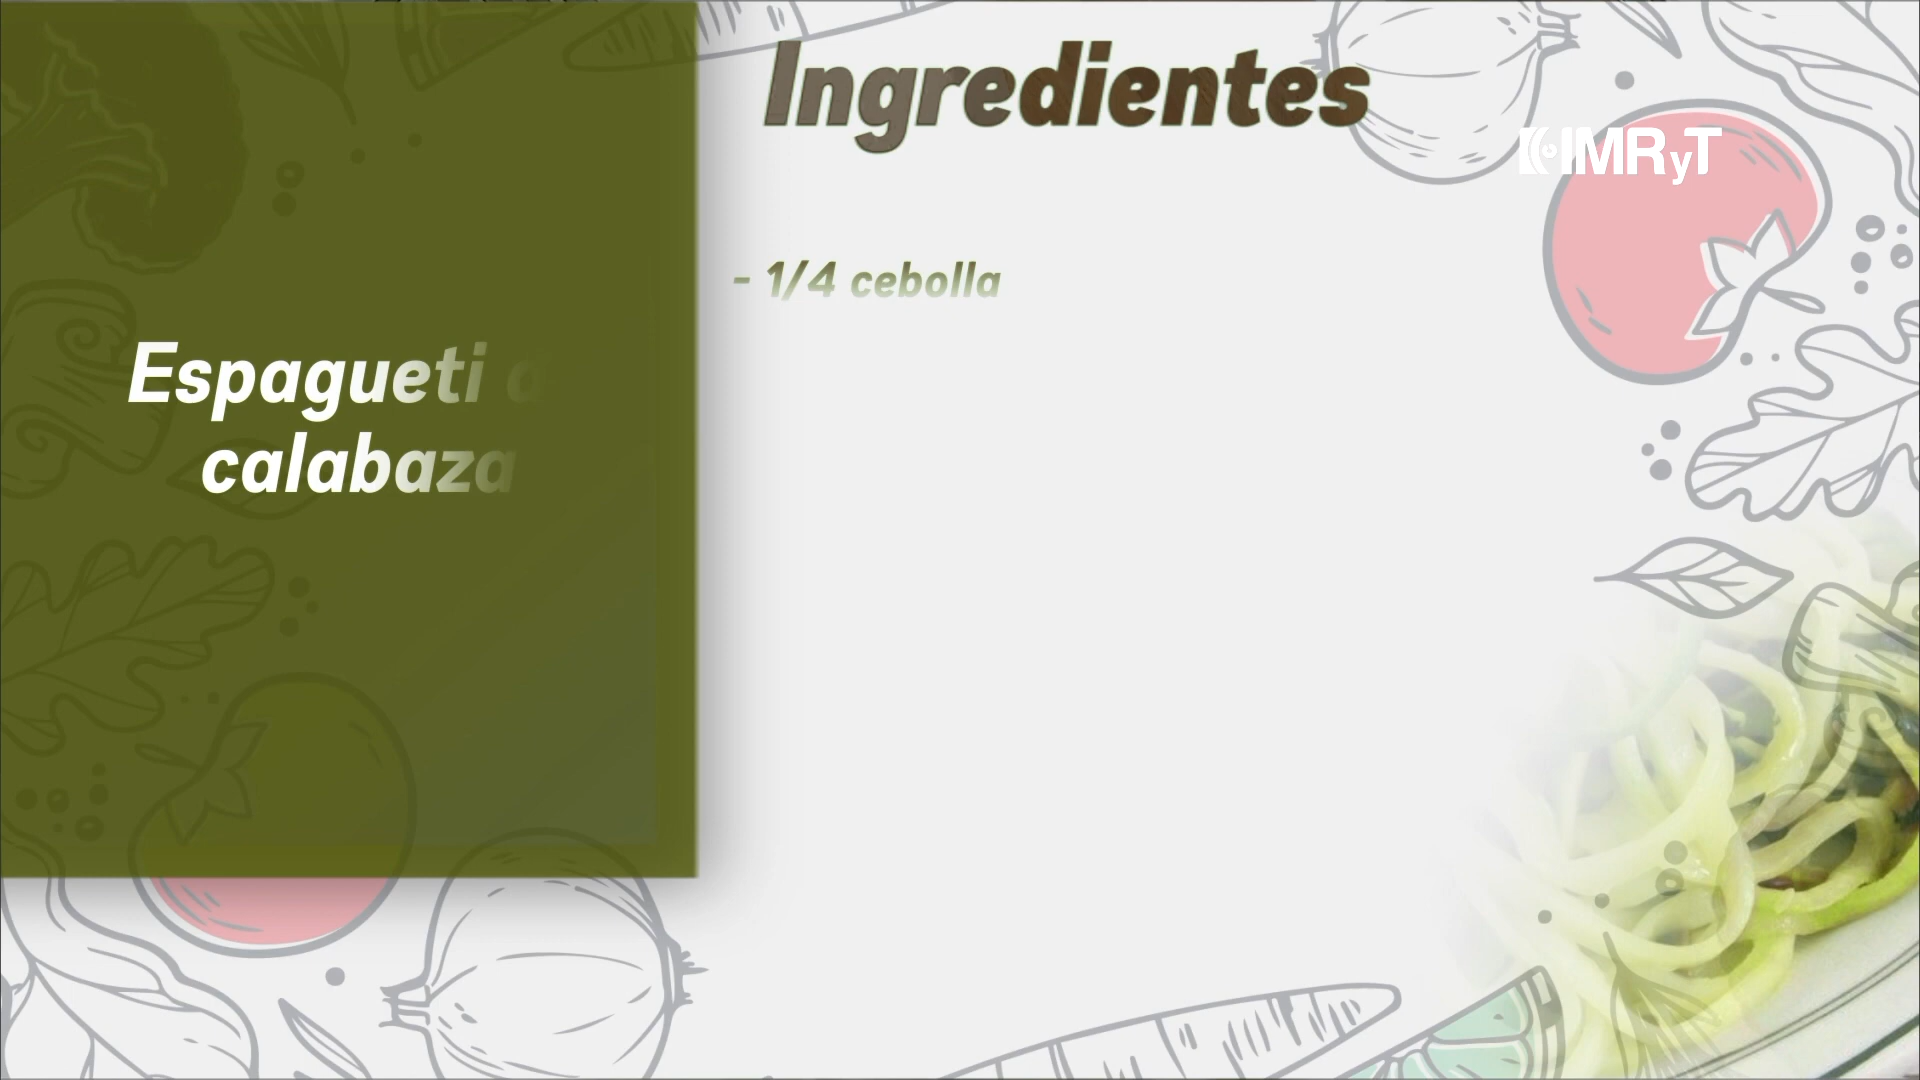 Ingredientes
IMRyT
- 1/4 cebolla
Espagueti
calabaza